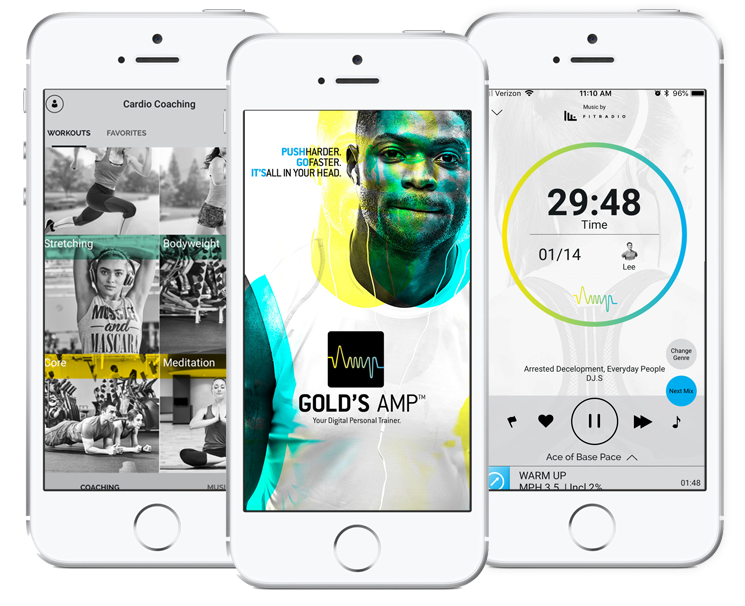 Cardio Coaching
WORKOUTS FAVORITES
Stretching Bodyweight
MUSCLES
and
MASCARA
Core Meditation
COACHING
PUSHHARDER.
GOFASTER.
IT'SALL IN YOUR HEAD.
GOLD'S AMP™
Your Digital Personal Trainer.
Verizon 11:10 AM 96%
Music by
FITRADIO
29:48
Time
01/14
Lee
Change
Genre
Arrested Decelopment, Everyday People
DJ.S
Next Mix
Ace of Base Pace
WARM UP
MPH 3.5 | Incl 2%
01:48